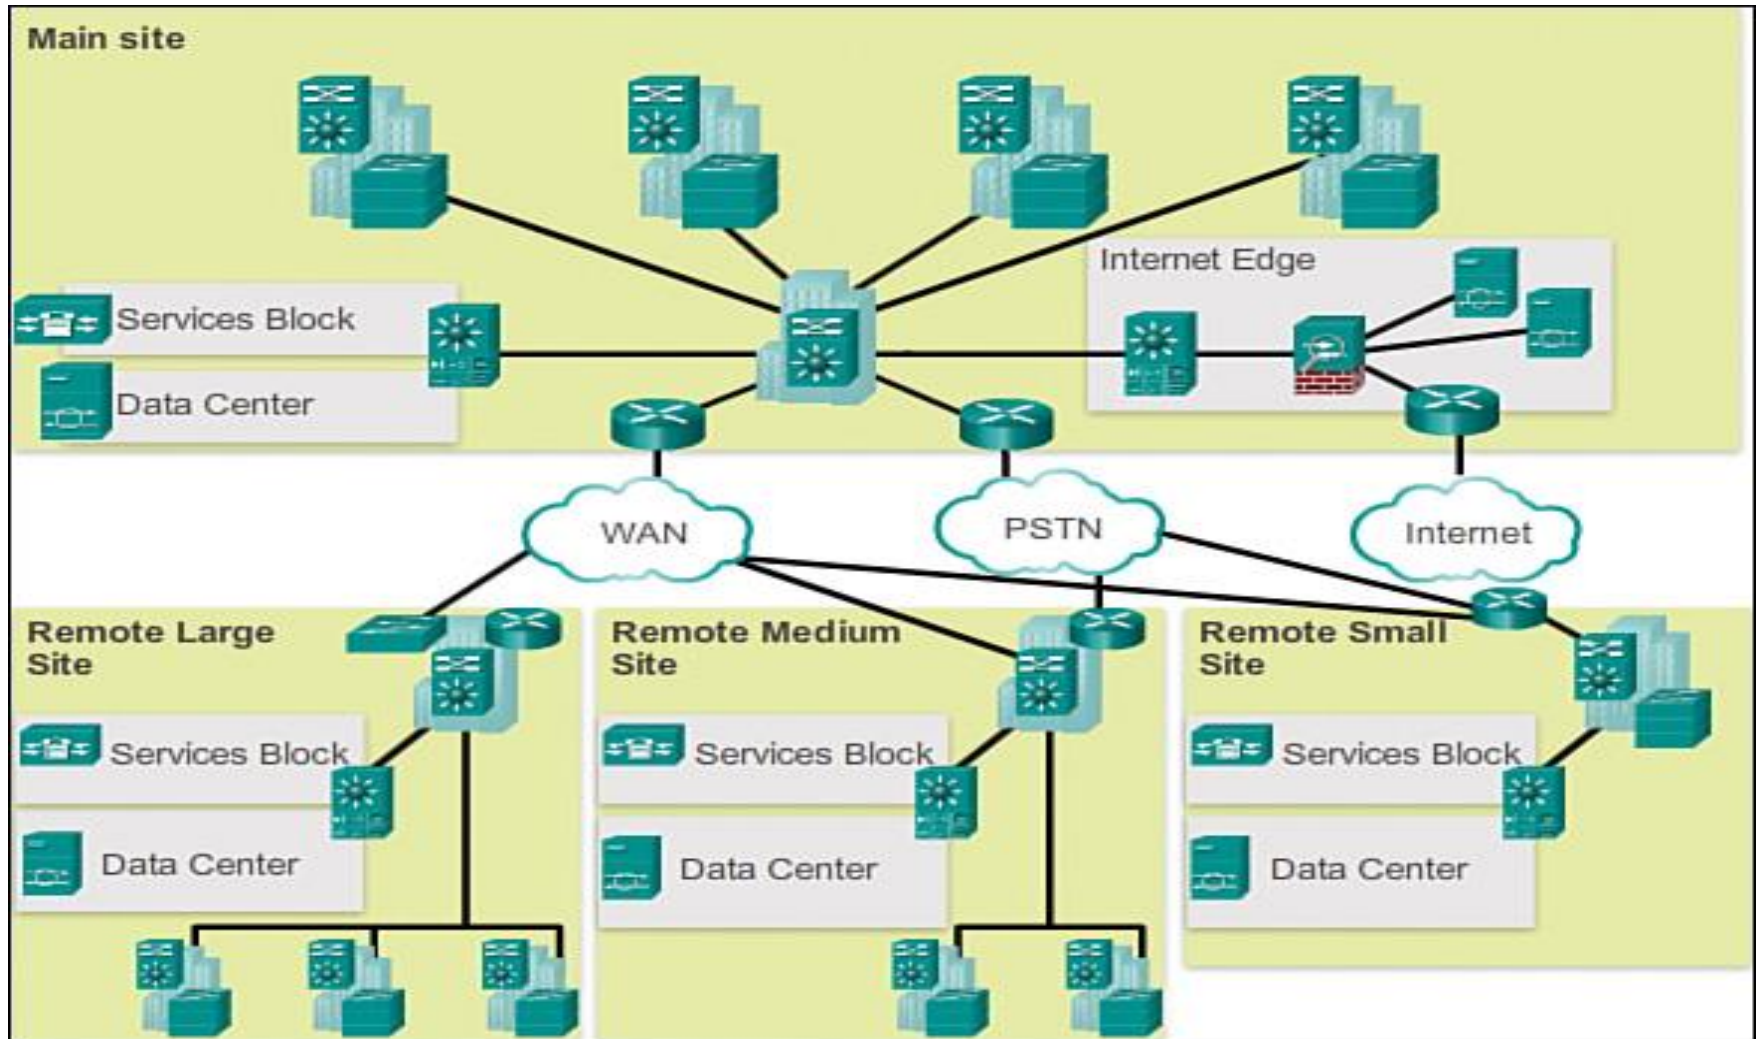 Main site
Internet Edge
Services Block
Data Center
WAN
PSTN
Internet
Remote Large
Site
Remote Medium
Site
Remote Small
Site
Services Block
Services Block
Services Block
Data Center
Data Center
Data Center